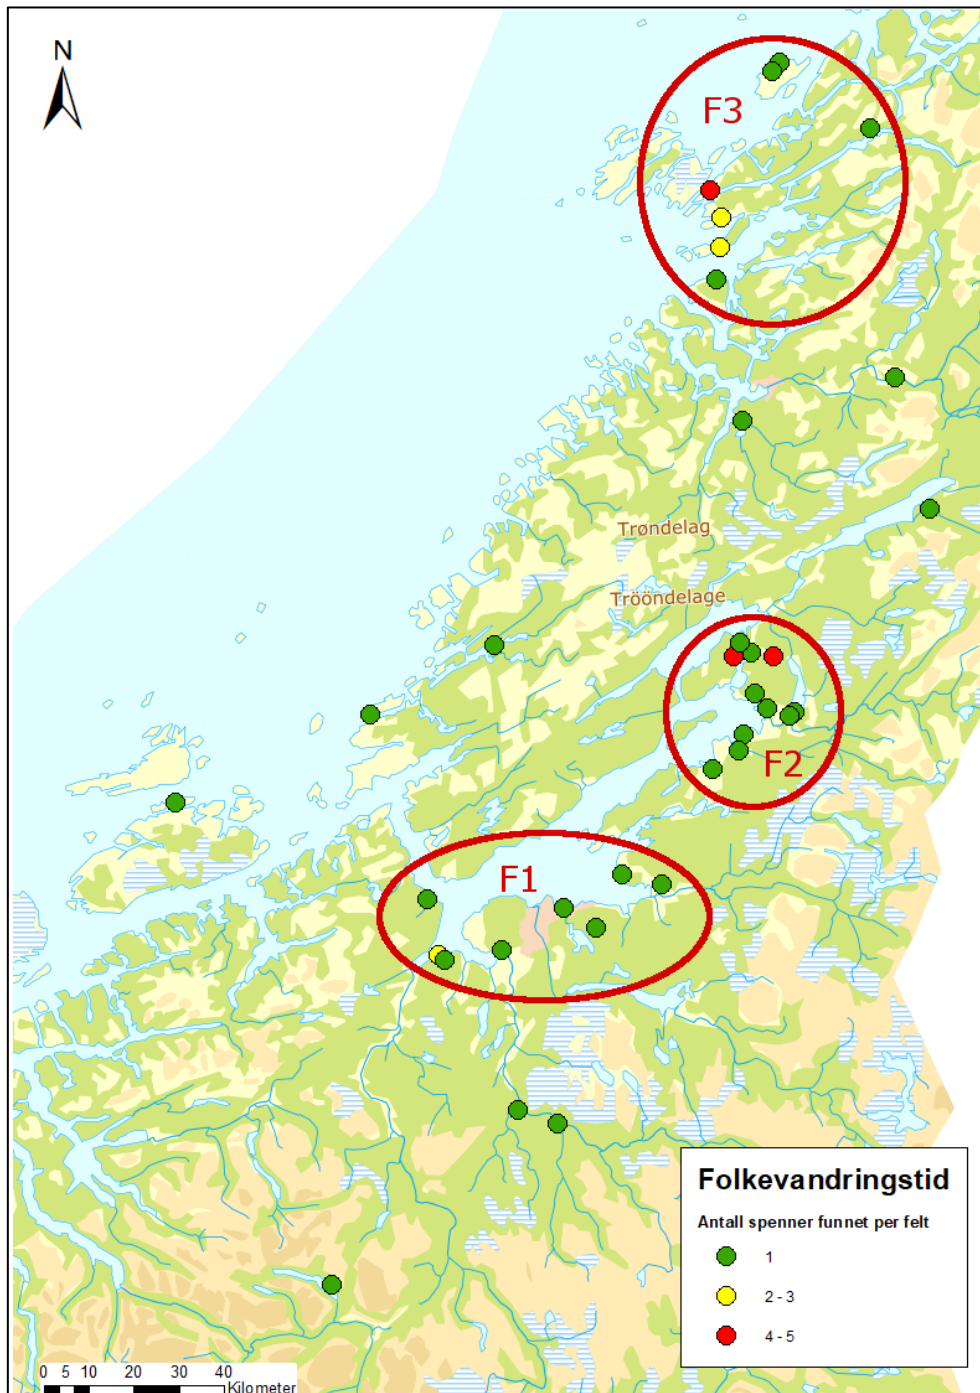 N
F3
Trøndelag
Trööndelage
F2
F1
Folkevandringstid
Antall spenner funnet per felt
1
2 - 3
4 - 5
0 5 10 20 30 40
Kilometer